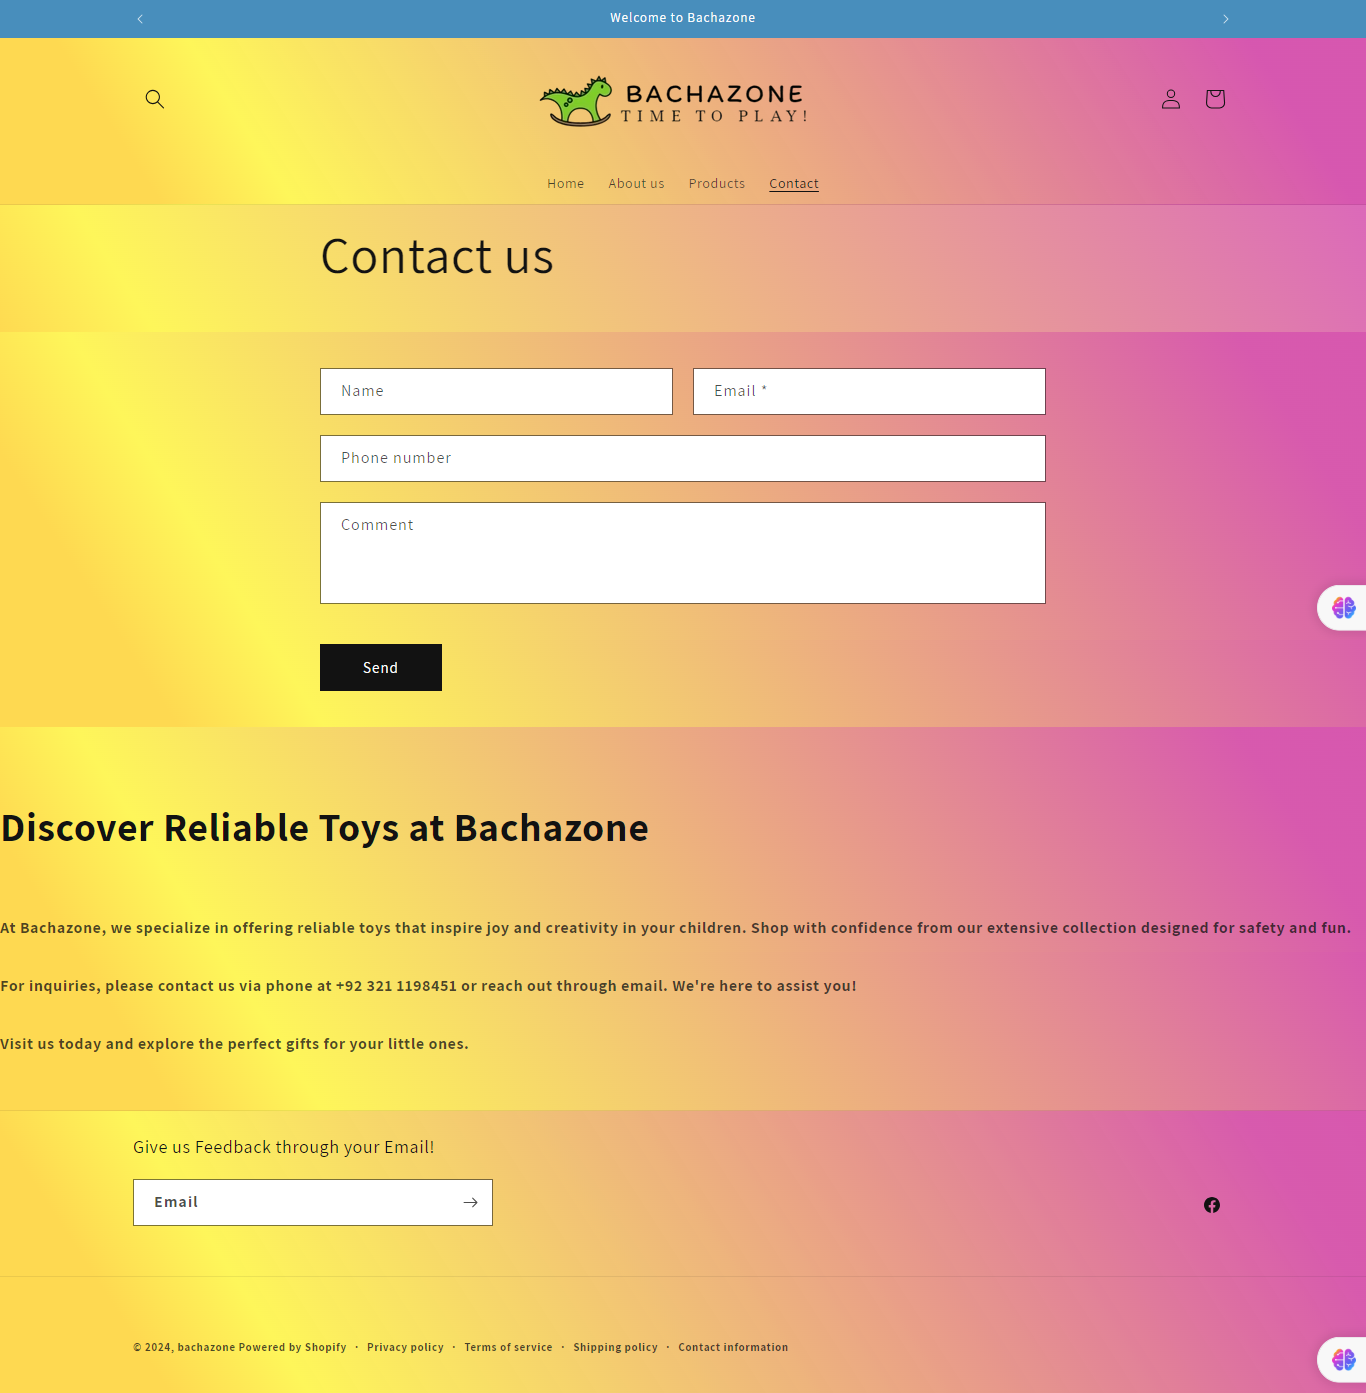 Welcome to Bachazone
BACHAZONE
TIME TO PLAY!
Home About us Products Contact
Contact us
Name Email *
Phone number
Comment
Send
Discover Reliable Toys at Bachazone
At Bachazone, we specialize in offering reliable toys that inspire joy and creativity in your children. Shop with confidence from our extensive collection designed for safety and fun.
For inquiries, please contact us via phone at +92 321 1198451 or reach out through email. We're here to assist you!
Visit us today and explore the perfect gifts for your little ones.
Give us Feedback through your Email!
Email
© 2024, bachazone Powered by Shopify · Privacy policy · Terms of service · Shipping policy · Contact information